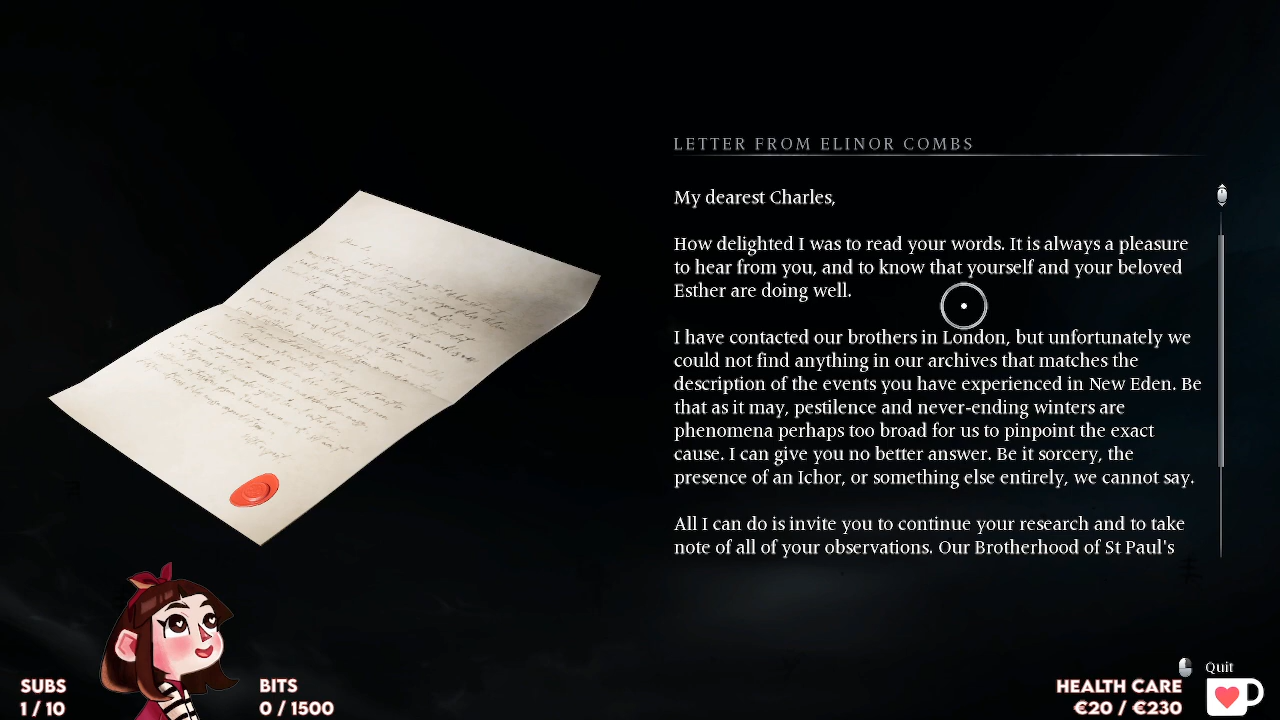 LETTER FROM ELINOR COMBS
My dearest Charles,
How delighted I was to read your words. It is always a pleasure
to hear from you, and to know that yourself and your beloved
Esther are doing well.
I have contacted our brothers in London, but unfortunately we
could not find anything in our archives that matches the
description of the events you have experienced in New Eden. Be
that as it may, pestilence and never-ending winters are
phenomena perhaps too broad for us to pinpoint the exact
cause. I can give you no better answer. Be it sorcery, the
presence of an Ichor, or something else entirely, we cannot say.
All I can do is invite you to continue your research and to take
note of all of your observations. Our Brotherhood of St Paul's
Quit
SUBS
1 / 10
BITS
0 / 1500
HEALTH CARE
€20 / €230